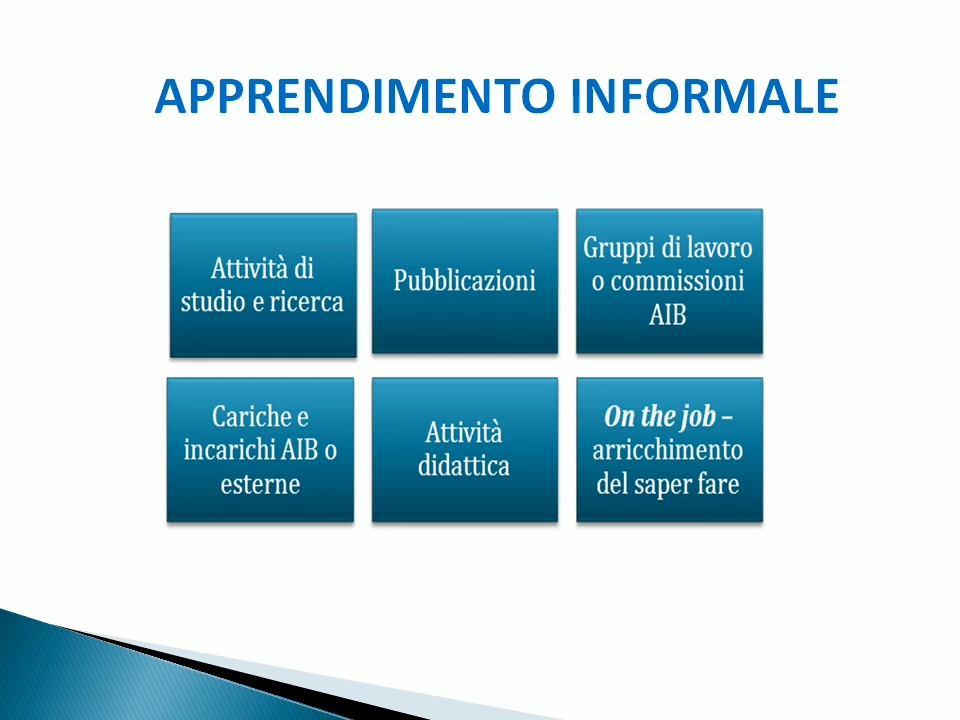 APPRENDIMENTO INFORMALE
Attività di
studio e ricerca
Pubblicazioni
Gruppi di lavoro
o commissioni
AIB
Cariche e
incarichi AIB o
esterne
Attività
didattica
On the job –
arricchimento
del saper fare